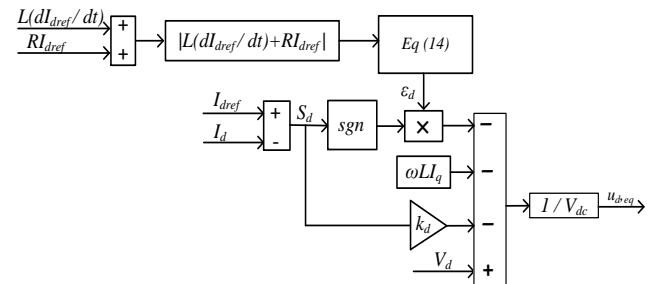 L(dI_dref/dt)
+
RI_dref
+
|L(dI_dref/dt)+RI_dref|
Eq (14)
ε_d
I_dref
+
S_d
sgn
×
−
I_d
-
ωLI_q
−
k_d
−
1/V_dc
u_d,eq
V_d
+